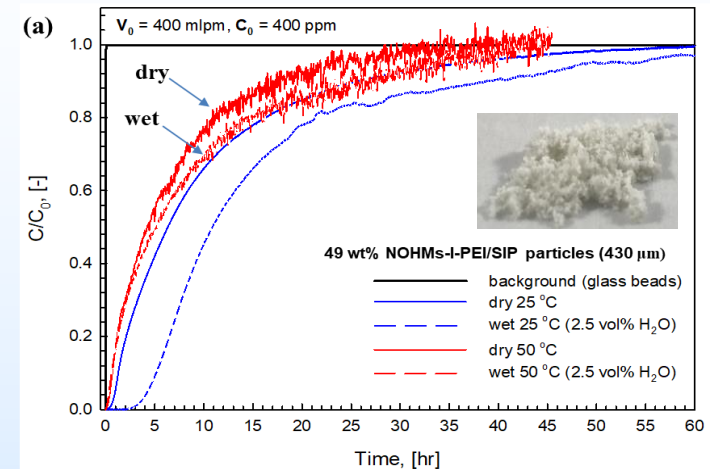 (a)
V₀ = 400 mlpm, C₀ = 400 ppm
1.0
0.8
0.6
0.4
0.2
0.0
C/C₀, [-]
dry
wet
49 wt% NOHMs-I-PEI/SIP particles (430 µm)
background (glass beads)
dry 25 °C
wet 25 °C (2.5 vol% H₂O)
dry 50 °C
wet 50 °C (2.5 vol% H₂O)
0 5 10 15 20 25 30 35 40 45 50 55 60
Time, [hr]